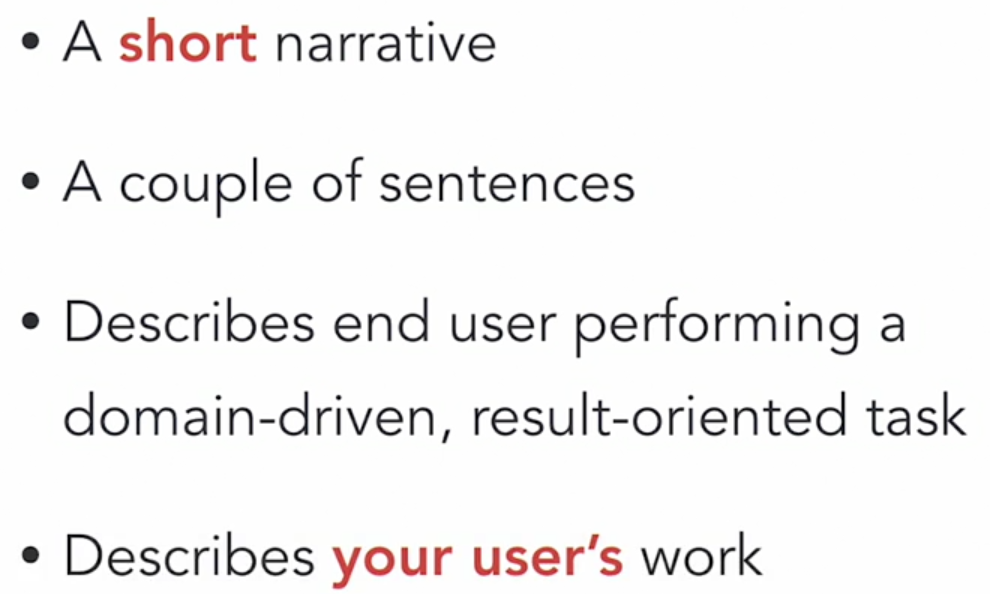 • A short narrative
• A couple of sentences
• Describes end user performing a
domain-driven, result-oriented task
• Describes your user’s work